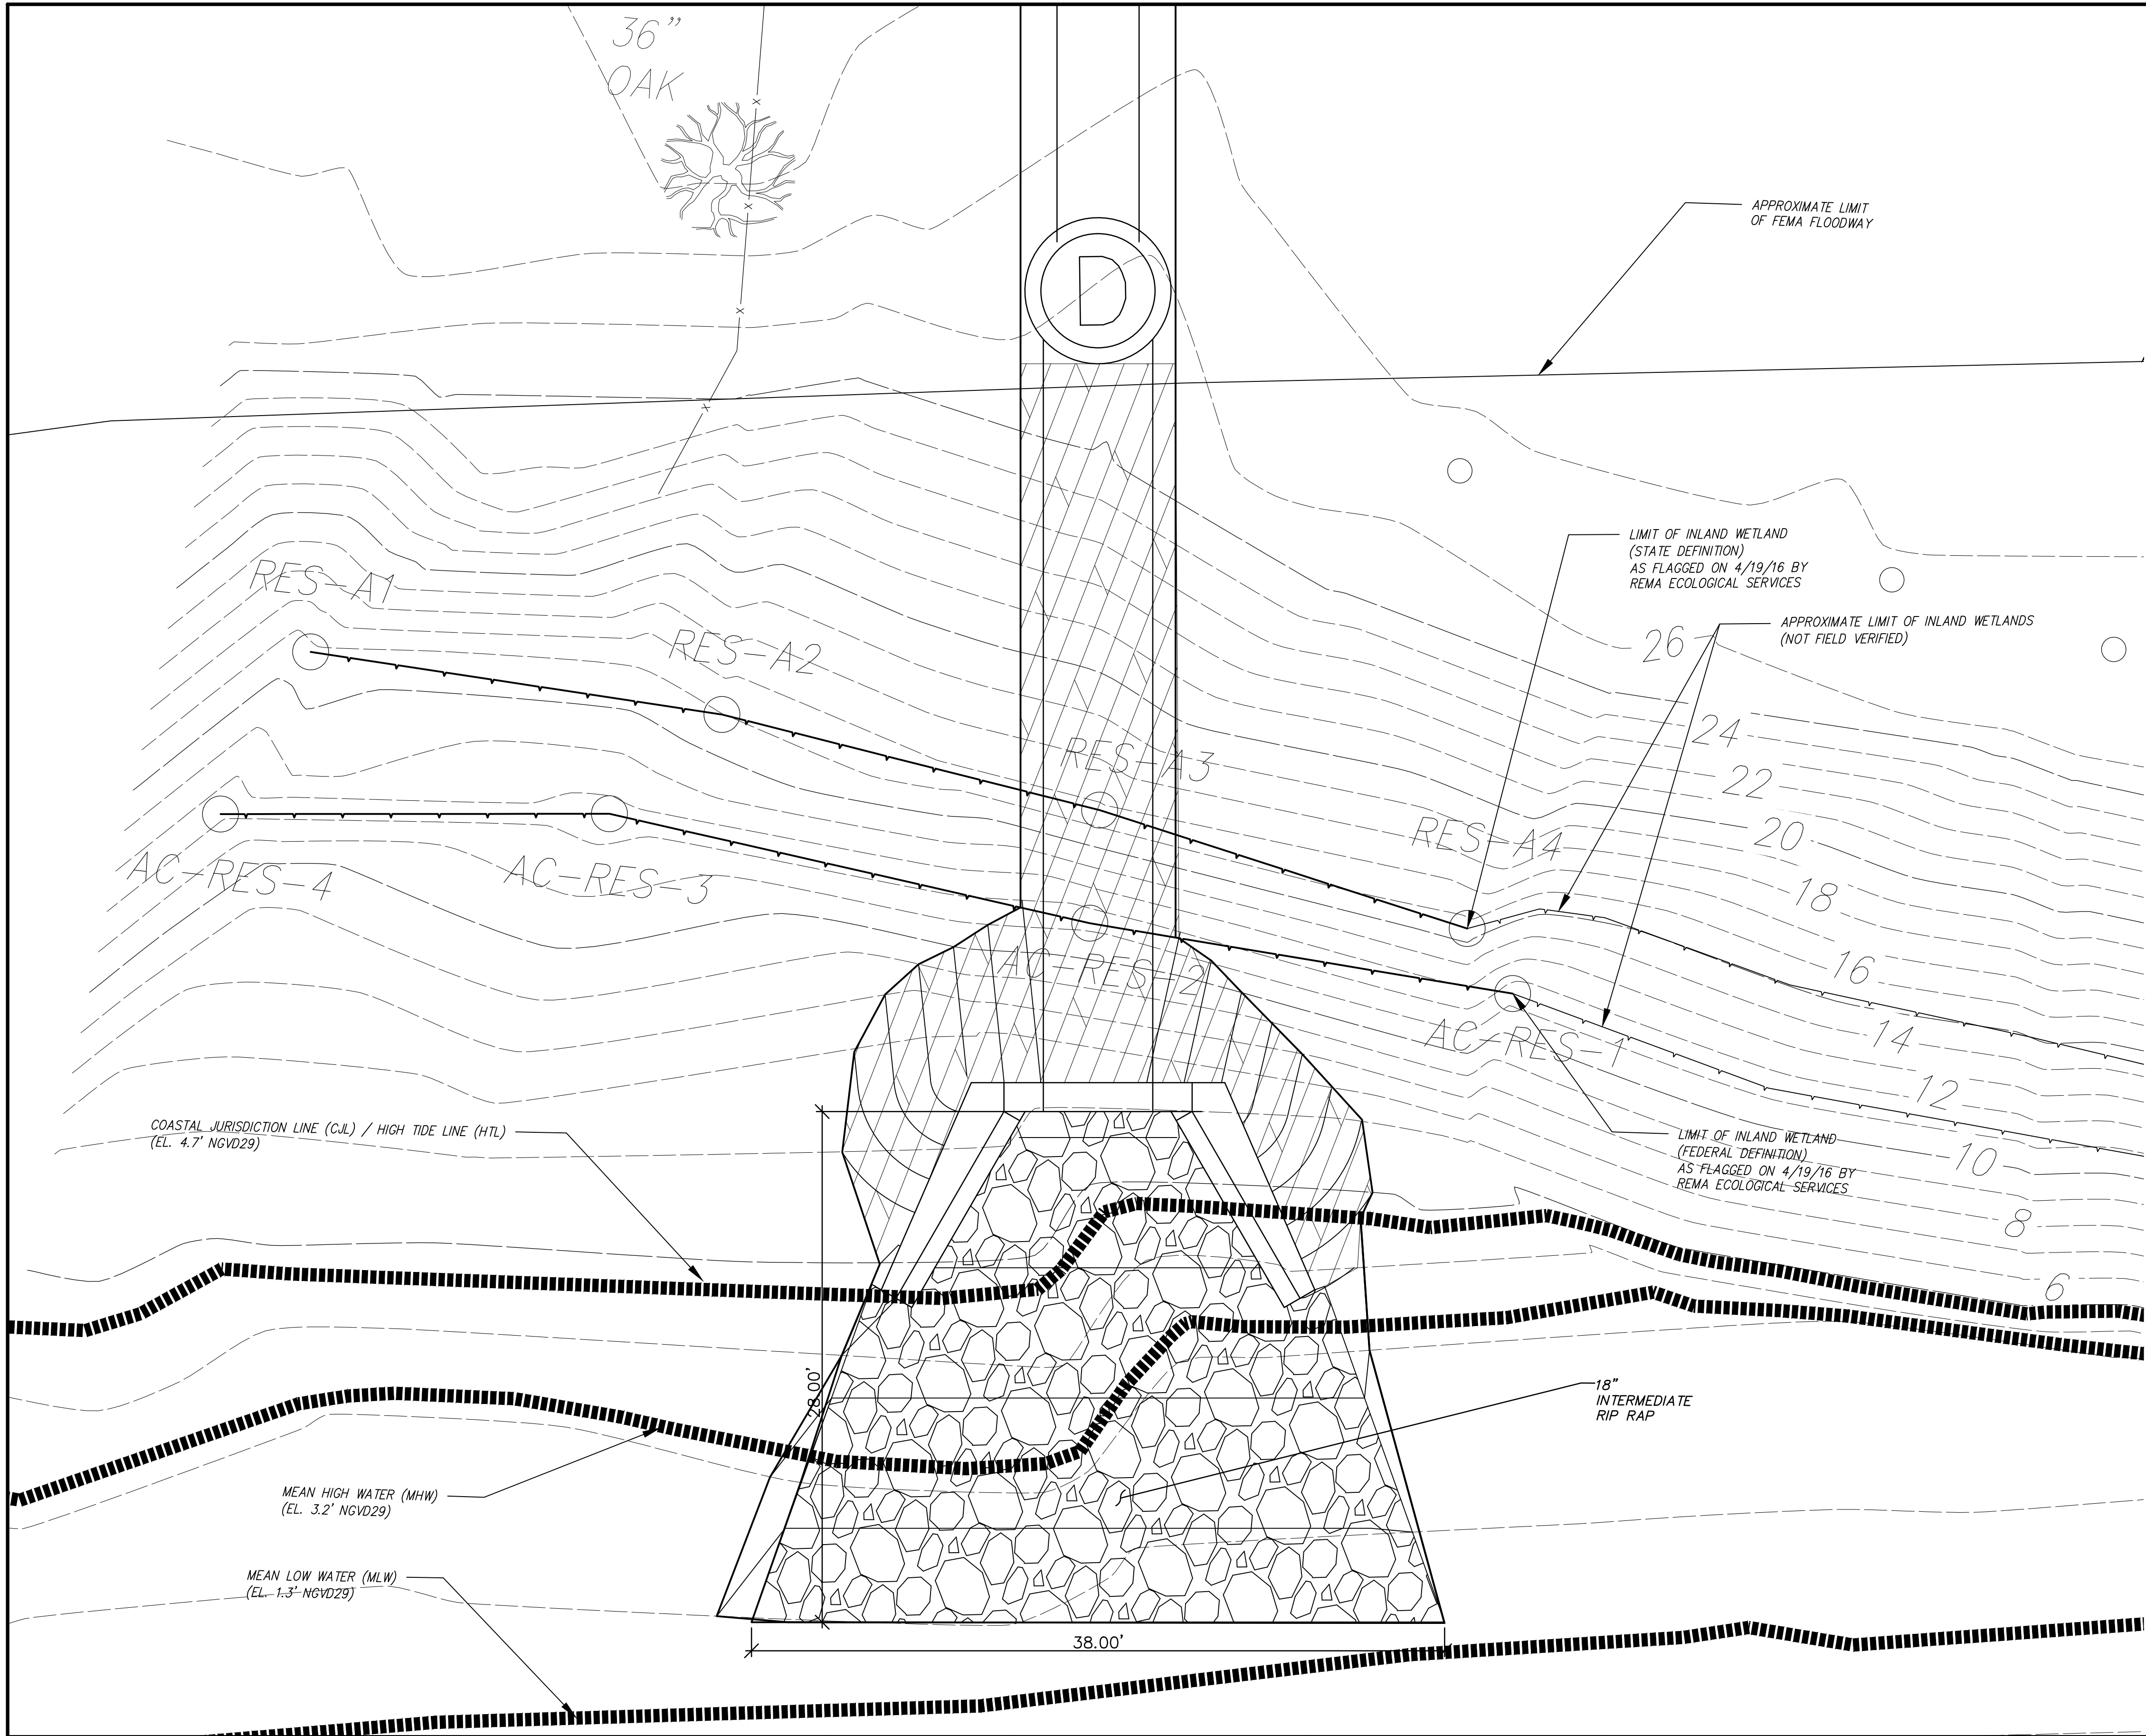 36"
OAK
D
APPROXIMATE LIMIT
OF FEMA FLOODWAY
LIMIT OF INLAND WETLAND
(STATE DEFINITION)
AS FLAGGED ON 4/19/16 BY
REMA ECOLOGICAL SERVICES
APPROXIMATE LIMIT OF INLAND WETLANDS
(NOT FIELD VERIFIED)
RES-A1
RES-A2
RES-A3
RES-A4
AC-RES-4
AC-RES-3
AC-RES-2
AC-RES-1
26
24
22
20
18
16
14
12
10
8
6
LIMIT OF INLAND WETLAND
(FEDERAL DEFINITION)
AS FLAGGED ON 4/19/16 BY
REMA ECOLOGICAL SERVICES
COASTAL JURISDICTION LINE (CJL) / HIGH TIDE LINE (HTL)
(EL. 4.7' NGVD29)
28.00'
18"
INTERMEDIATE
RIP RAP
MEAN HIGH WATER (MHW)
(EL. 3.2' NGVD29)
MEAN LOW WATER (MLW)
(EL. 1.3' NGVD29)
38.00'